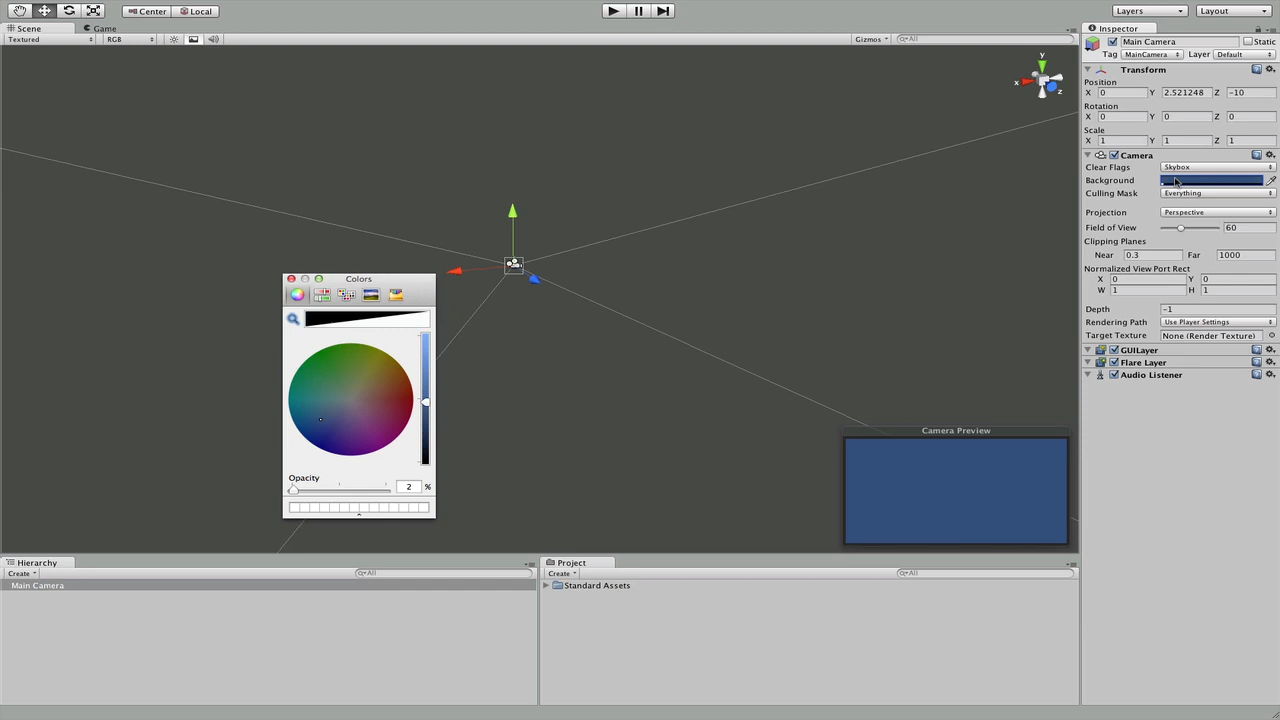 Center Local Layers Layout
Scene Game Inspector
Textured RGB Gizmos All
Main Camera Static
Tag MainCamera Layer Default
Transform
Position
X 0 Y 2.521248 Z -10
Rotation
X 0 Y 0 Z 0
Scale
X 1 Y 1 Z 1
Camera
Clear Flags Skybox
Background
Culling Mask Everything
Projection Perspective
Field of View 60
Clipping Planes
Near 0.3 Far 1000
Normalized View Port Rect
X 0 Y 0
W 1 H 1
Depth -1
Rendering Path Use Player Settings
Target Texture None (Render Texture)
GUILayer
Flare Layer
Audio Listener
y
x
z
Colors
Opacity
2 %
Camera Preview
Hierarchy
Create All
Main Camera
Project
Create All
Standard Assets